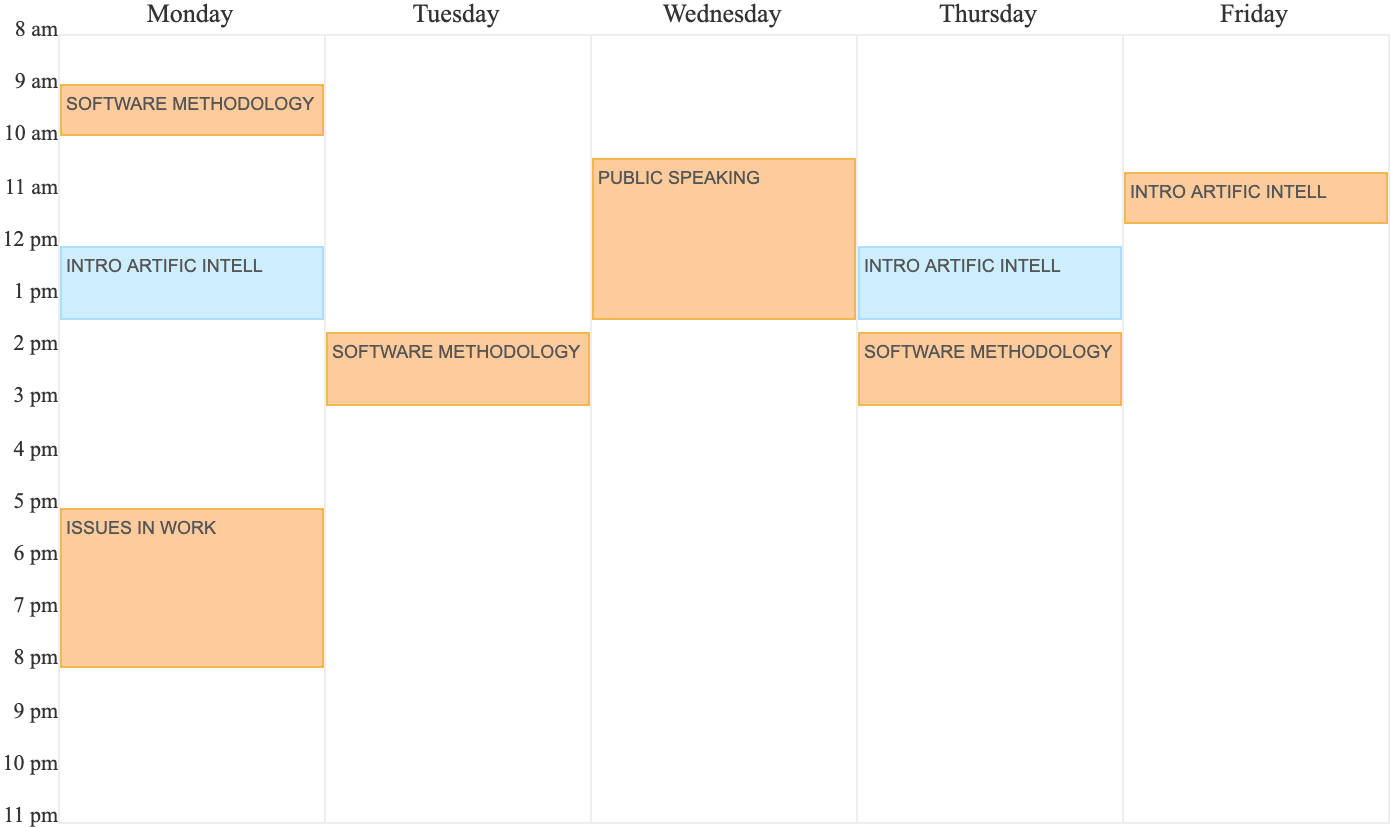 Monday Tuesday Wednesday Thursday Friday
8 am
9 am
SOFTWARE METHODOLOGY
10 am
PUBLIC SPEAKING
11 am INTRO ARTIFIC INTELL
12 pm
INTRO ARTIFIC INTELL INTRO ARTIFIC INTELL
1 pm
2 pm
SOFTWARE METHODOLOGY SOFTWARE METHODOLOGY
3 pm
4 pm
5 pm
ISSUES IN WORK
6 pm
7 pm
8 pm
9 pm
10 pm
11 pm